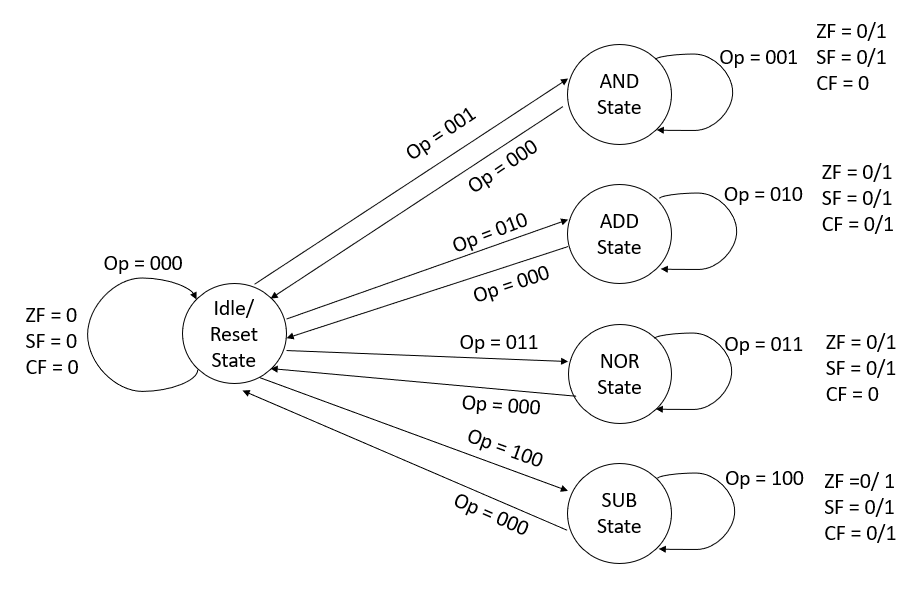 ZF = 0/1
SF = 0/1
CF = 0
Op = 001
AND
State
Op = 001
Op = 000
ZF = 0/1
SF = 0/1
CF = 0/1
Op = 010
ADD
State
Op = 010
Op = 000
Op = 000
ZF = 0
SF = 0
CF = 0
Idle/
Reset
State
Op = 011
Op = 000
NOR
State
Op = 011
ZF = 0/1
SF = 0/1
CF = 0
Op = 100
Op = 000
SUB
State
Op = 100
ZF =0/ 1
SF = 0/1
CF = 0/1